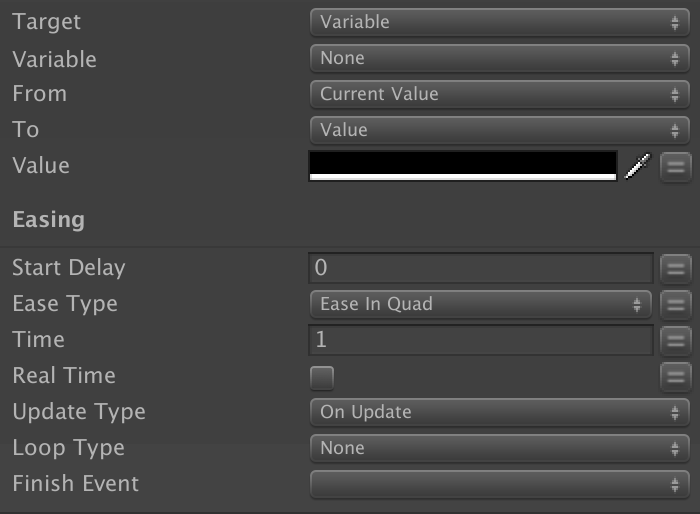 Target Variable
Variable None
From Current Value
To Value
Value
Easing
Start Delay 0
Ease Type Ease In Quad
Time 1
Real Time
Update Type On Update
Loop Type None
Finish Event